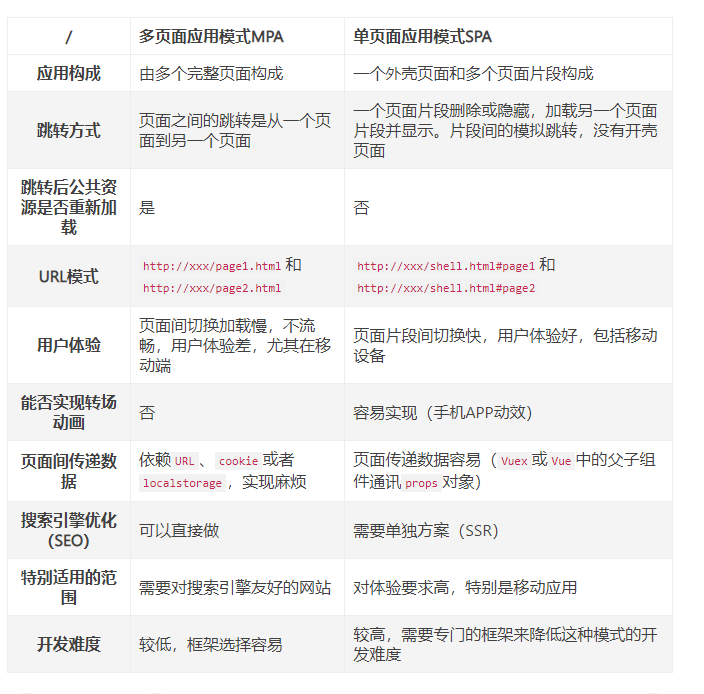 /
多页面应用模式MPA
单页面应用模式SPA
应用构成
由多个完整页面构成
一个外壳页面和多个页面片段构成
跳转方式
页面之间的跳转是从一个页
面到另一个页面
一个页面片段删除或隐藏，加载另一个页面
片段并显示。片段间的模拟跳转，没有开壳
页面
跳转后公共资
源是否重新加
载
是
否
URL模式
http://xxx/page1.html 和
http://xxx/page2.html
http://xxx/shell.html#page1 和
http://xxx/shell.html#page2
用户体验
页面间切换加载慢，不流
畅，用户体验差，尤其在移
动端
页面片段间切换快，用户体验好，包括移动
设备
能否实现转场
动画
否
容易实现（手机APP动效）
页面间传递数
据
依赖 URL 、 cookie 或者
localstorage ，实现麻烦
页面传递数据容易（ Vuex 或 Vue 中的父子组
件通讯 props 对象）
搜索引擎优化
（SEO）
可以直接做
需要单独方案（SSR）
特别适用的范
围
需要对搜索引擎友好的网站
对体验要求高，特别是移动应用
开发难度
较低，框架选择容易
较高，需要专门的框架来降低这种模式的开
发难度